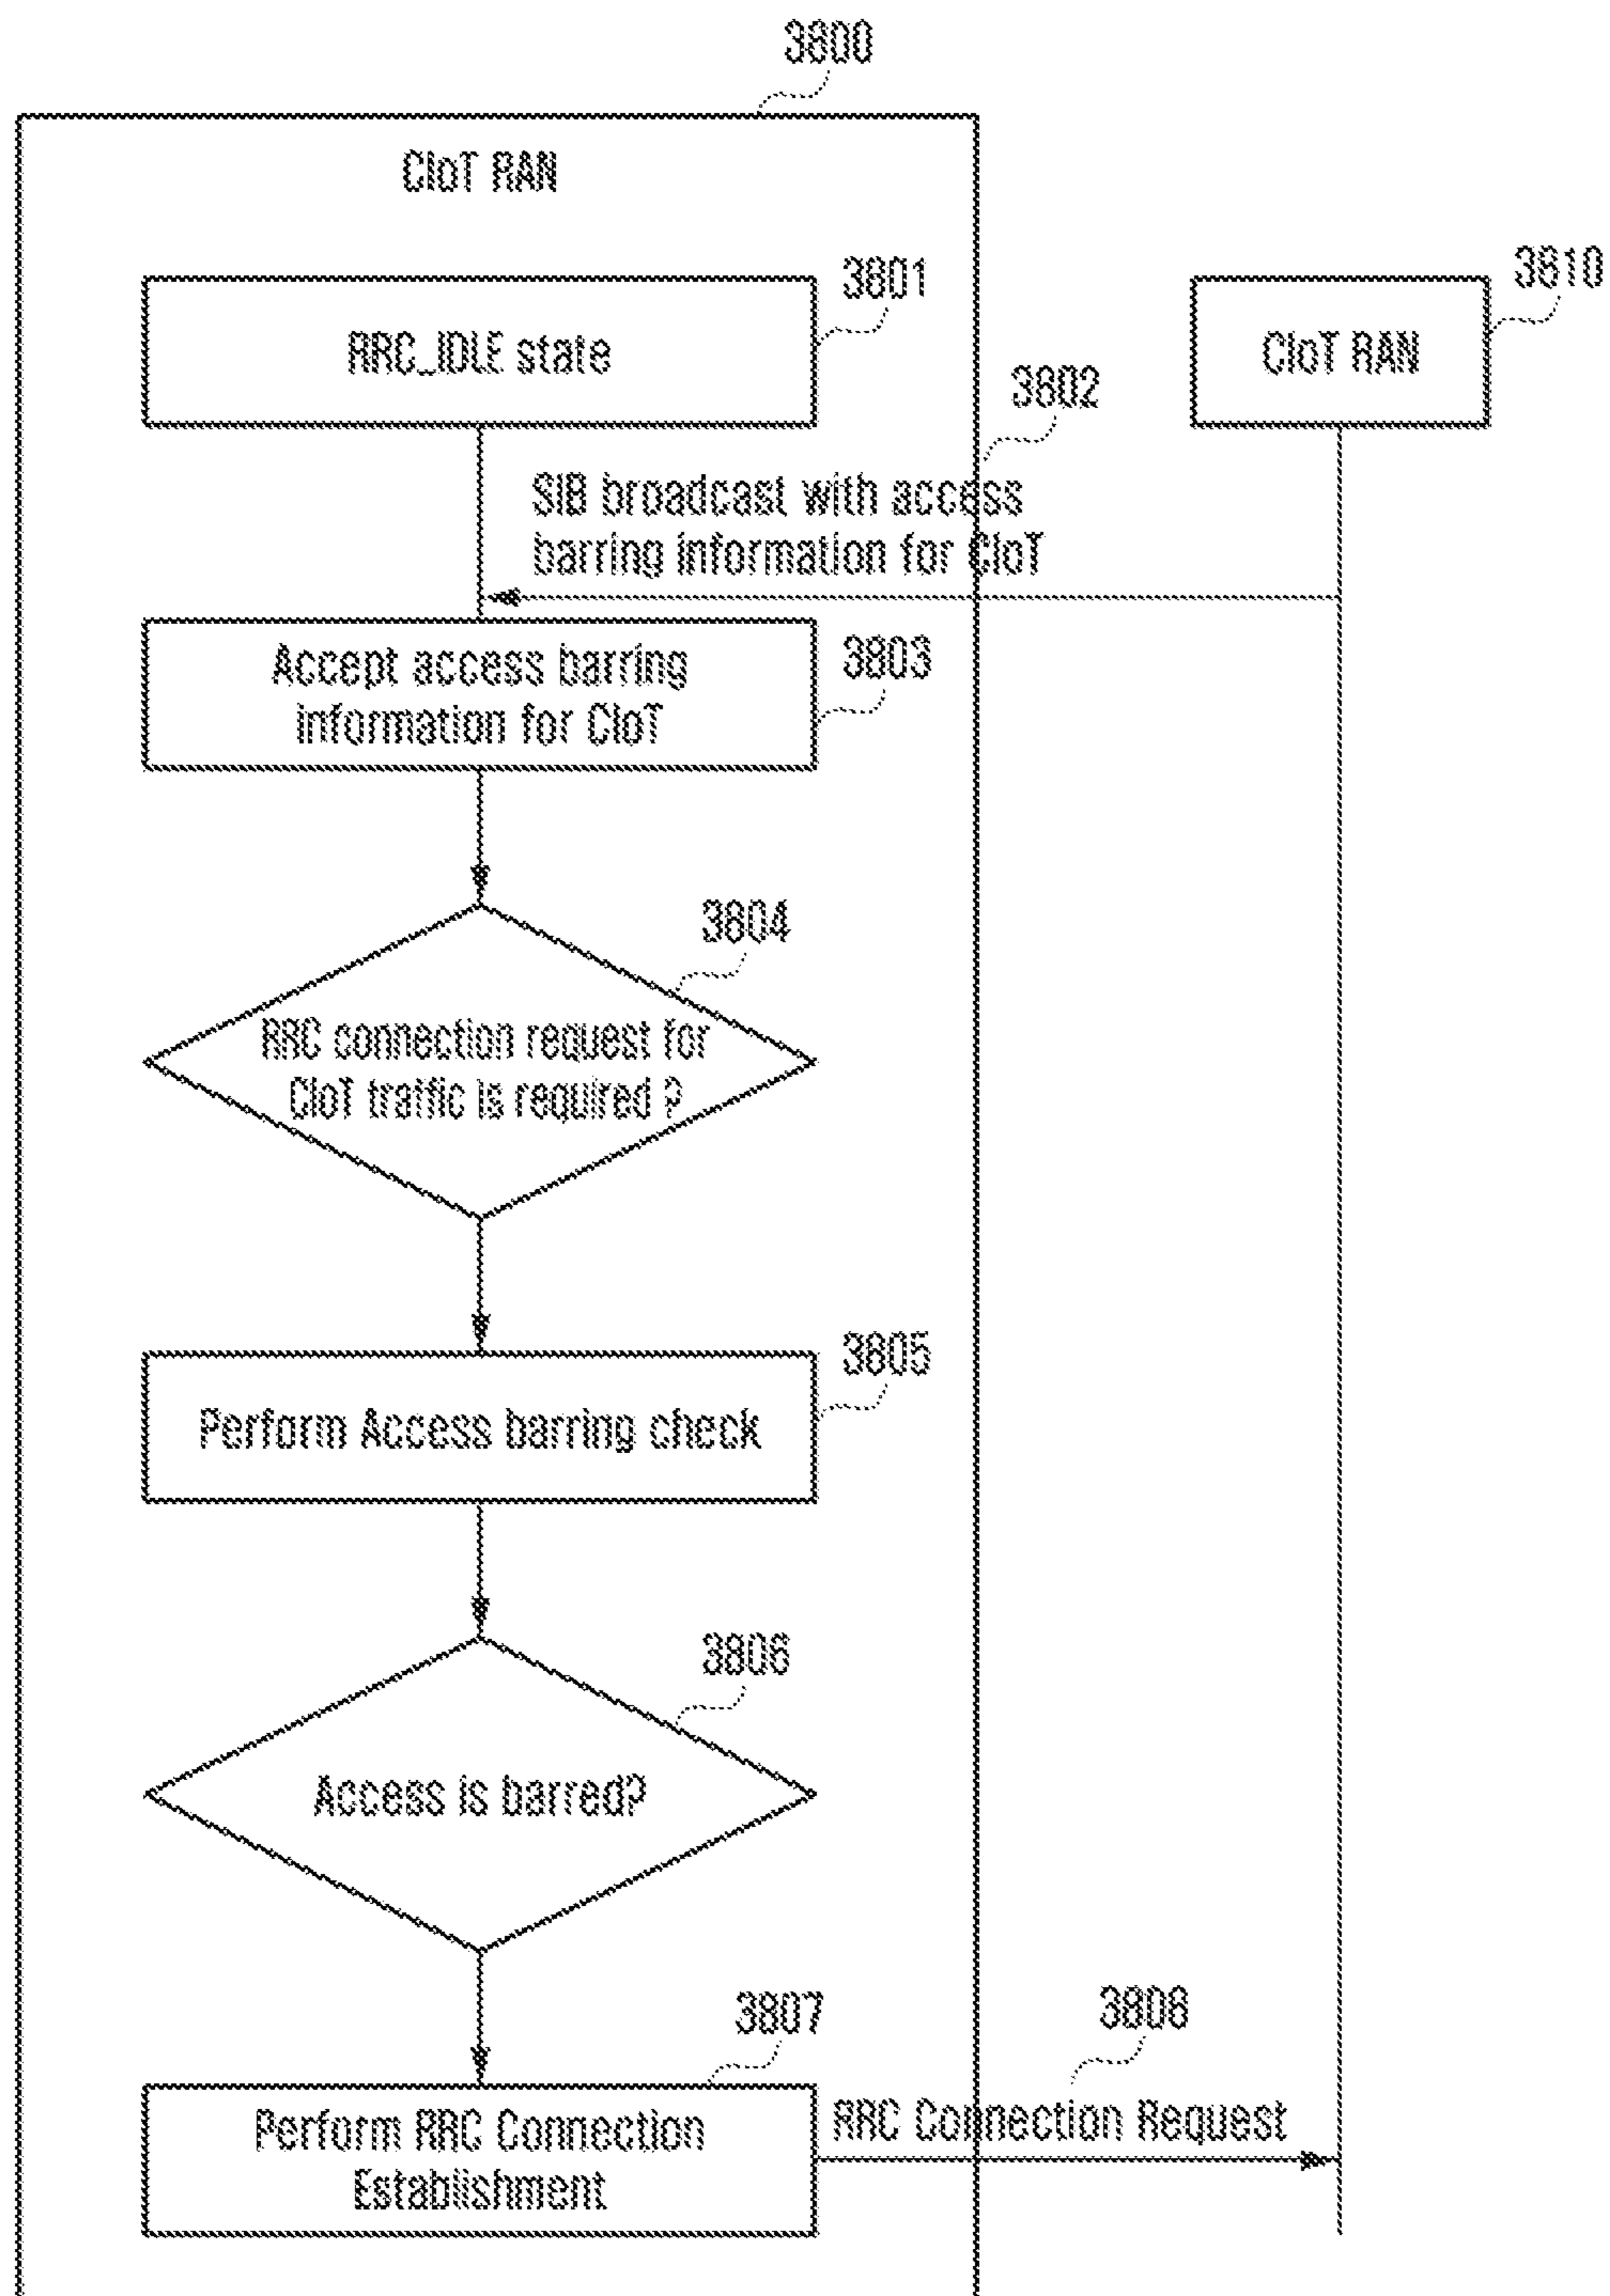 3800
CIoT RAN
3801
RRC_IDLE state
3810
CIoT RAN
3802
SIB broadcast with access
barring information for CIoT
Accept access barring
information for CIoT
3803
3804
RRC connection request for
CIoT traffic is required ?
3805
Perform Access barring check
3806
Access is barred?
3807
3808
Perform RRC Connection
Establishment
RRC Connection Request